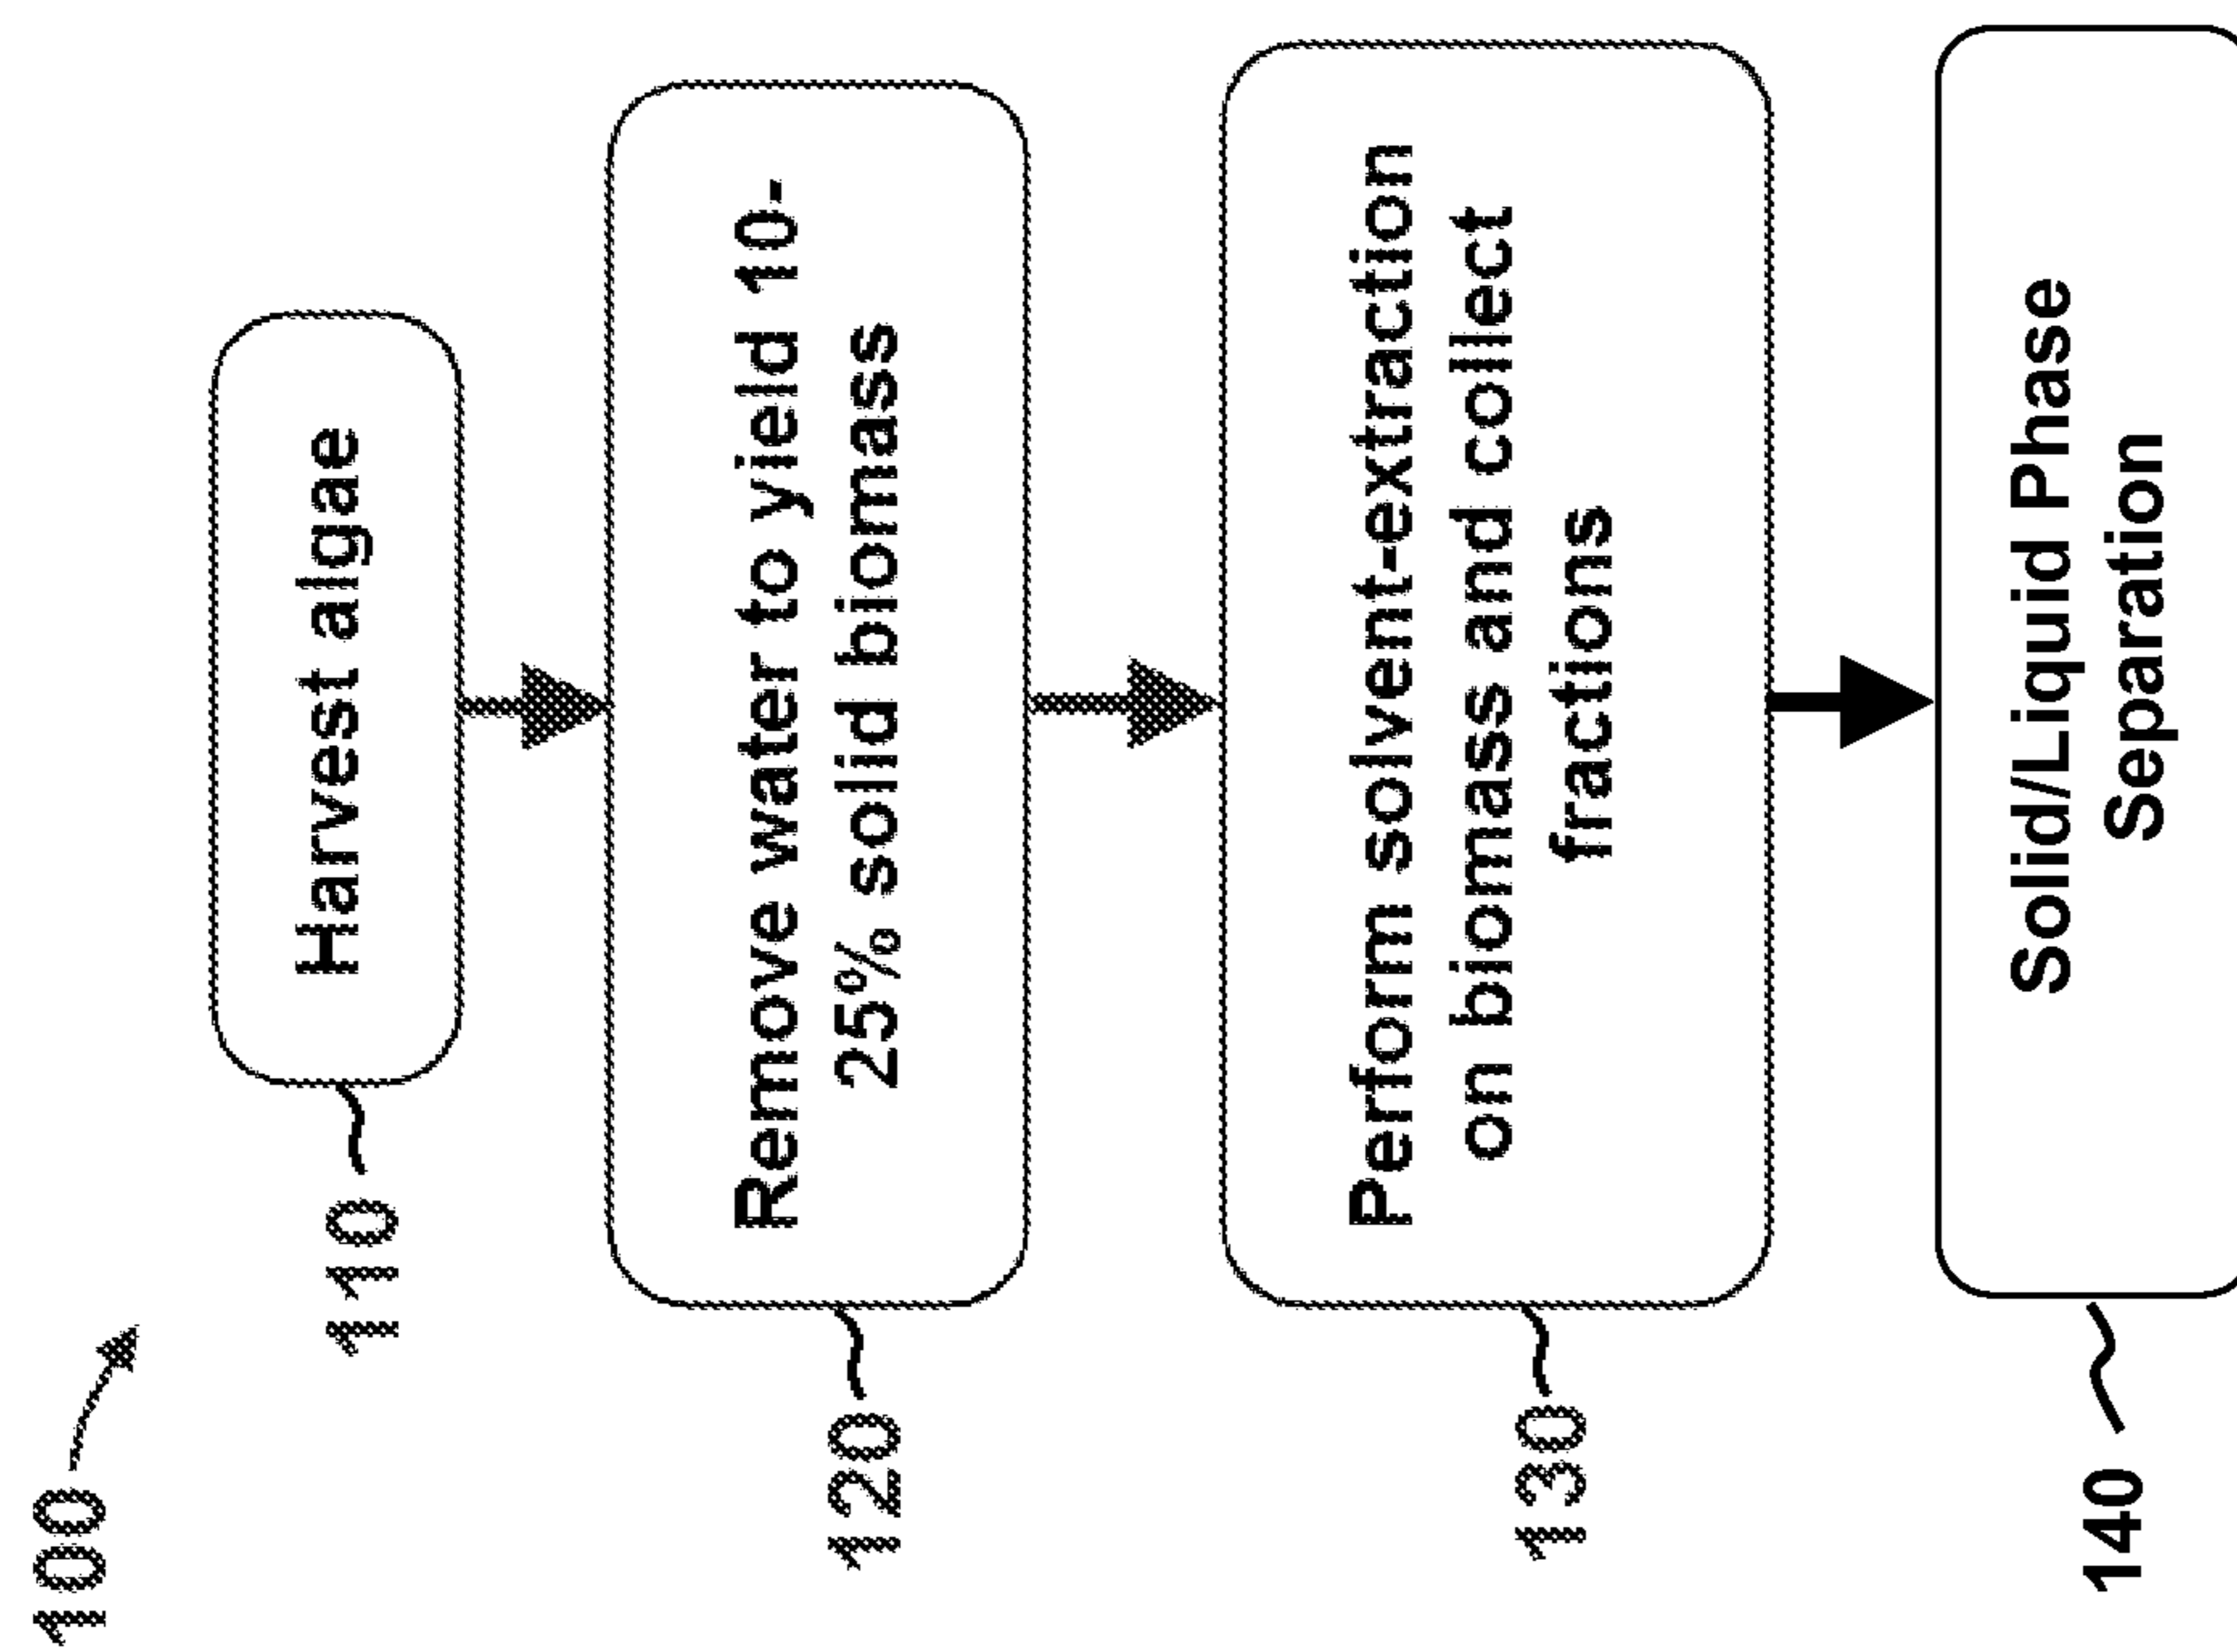 100
110
Harvest algae
120
Remove water to yield 10-
25% solid biomass
130
Perform solvent-extraction
on biomass and collect
fractions
140
Solid/Liquid Phase
Separation